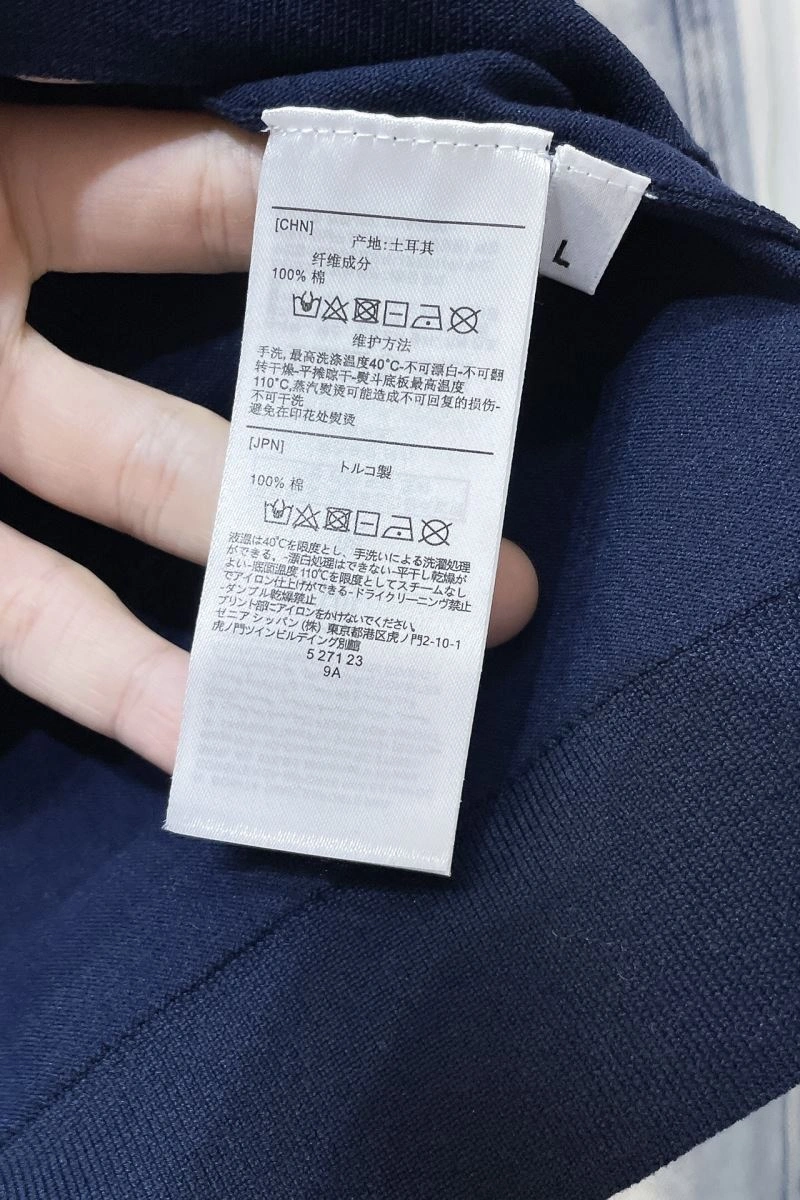 [CHN]
产地:土耳其
纤维成分
100% 棉
维护方法
手洗,最高洗涤温度40°C-不可漂白-不可翻
转干燥-平摊晾干-熨斗底板最高温度
110°C,蒸汽熨烫可能造成不可回复的损伤-
不可干洗
避免在印花处熨烫
L
[JPN]
トルコ製
100% 棉
液温は40℃を限度とし、手洗いによる洗濯処理
ができる。-漂白処理はできない-平干し乾燥が
よい-底面温度110℃を限度としてスチームなし
でアイロン仕上げができる-ドライクリーニング禁止
-ダンブル乾燥禁止
プリント部にアイロンをかけないでください。
ゼニア ジッパン (株) 東京都港区虎ノ門2-10-1
虎ノ門ツインビルディング別館
5 271 23
9A